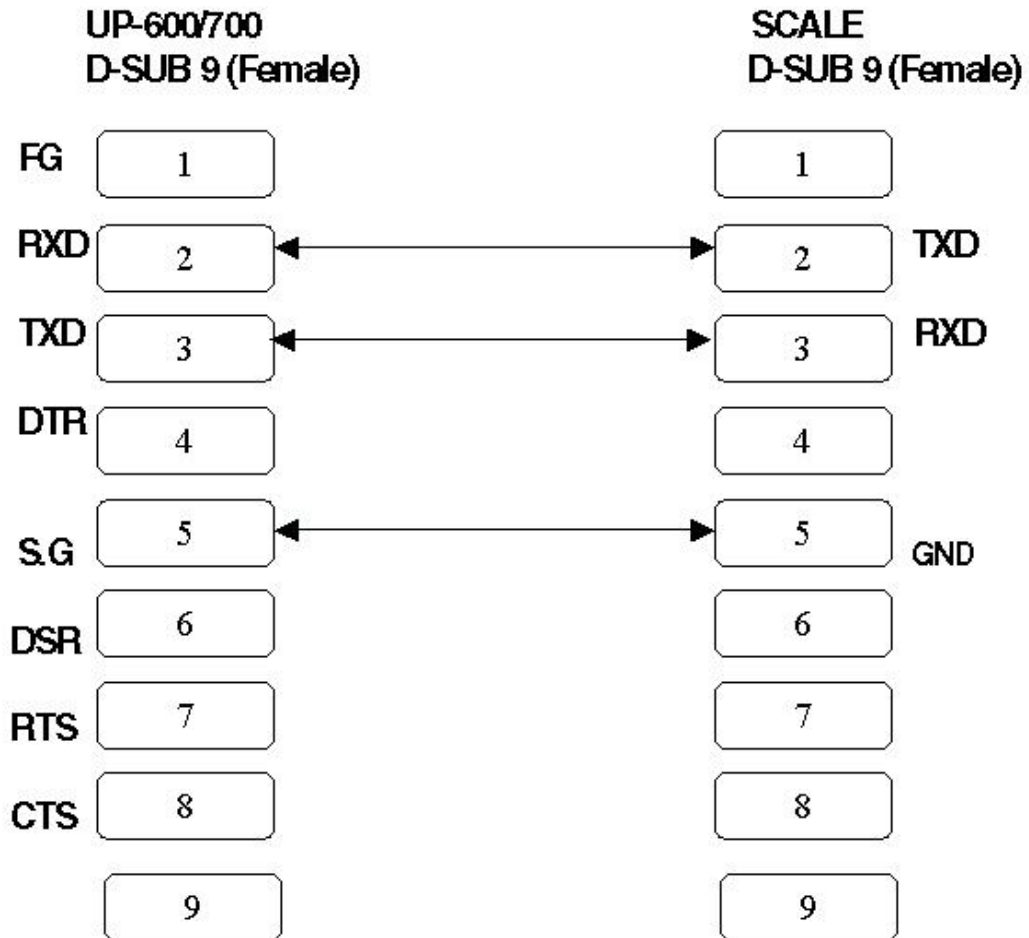 UP-600/700
D-SUB 9 (Female)
SCALE
D-SUB 9 (Female)
FG 1 1
RXD 2 2 TXD
TXD 3 3 RXD
DTR 4 4
S.G 5 5 GND
DSR 6 6
RTS 7 7
CTS 8 8
9 9